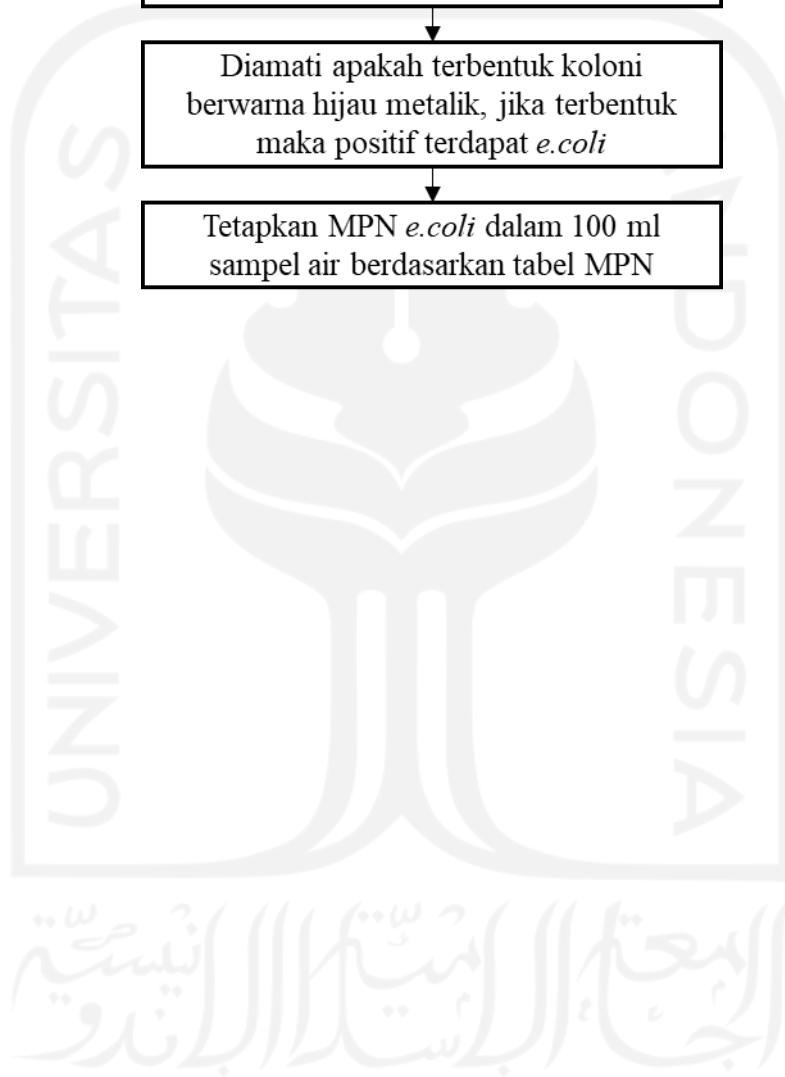 Diamati apakah terbentuk koloni
berwarna hijau metalik, jika terbentuk
maka positif terdapat e.coli
Tetapkan MPN e.coli dalam 100 ml
sampel air berdasarkan tabel MPN
UNIVERSITAS
NDONESIA